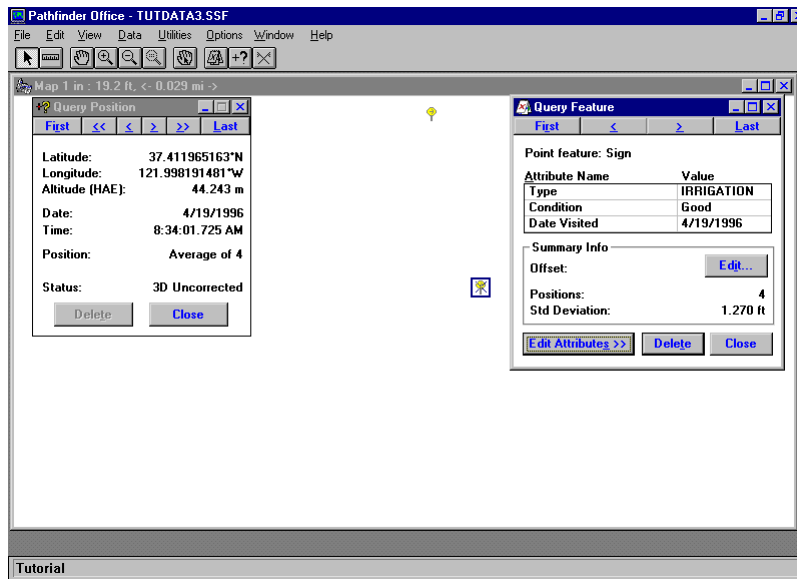 Pathfinder Office - TUTDATA3.SSF
File Edit View Data Utilities Options Window Help
+?
Map 1 in : 19.2 ft, <- 0.029 mi ->
+? Query Position
First << < > >> Last
Latitude: 37.411965163°N
Longitude: 121.998191481°W
Altitude (HAE): 44.243 m
Date: 4/19/1996
Time: 8:34:01.725 AM
Position: Average of 4
Status: 3D Uncorrected
Delete Close
Query Feature
First < > Last
Point feature: Sign
Attribute Name Value
Type IRRIGATION
Condition Good
Date Visited 4/19/1996
Summary Info
Offset: Edit...
Positions: 4
Std Deviation: 1.270 ft
Edit Attributes >> Delete Close
Tutorial